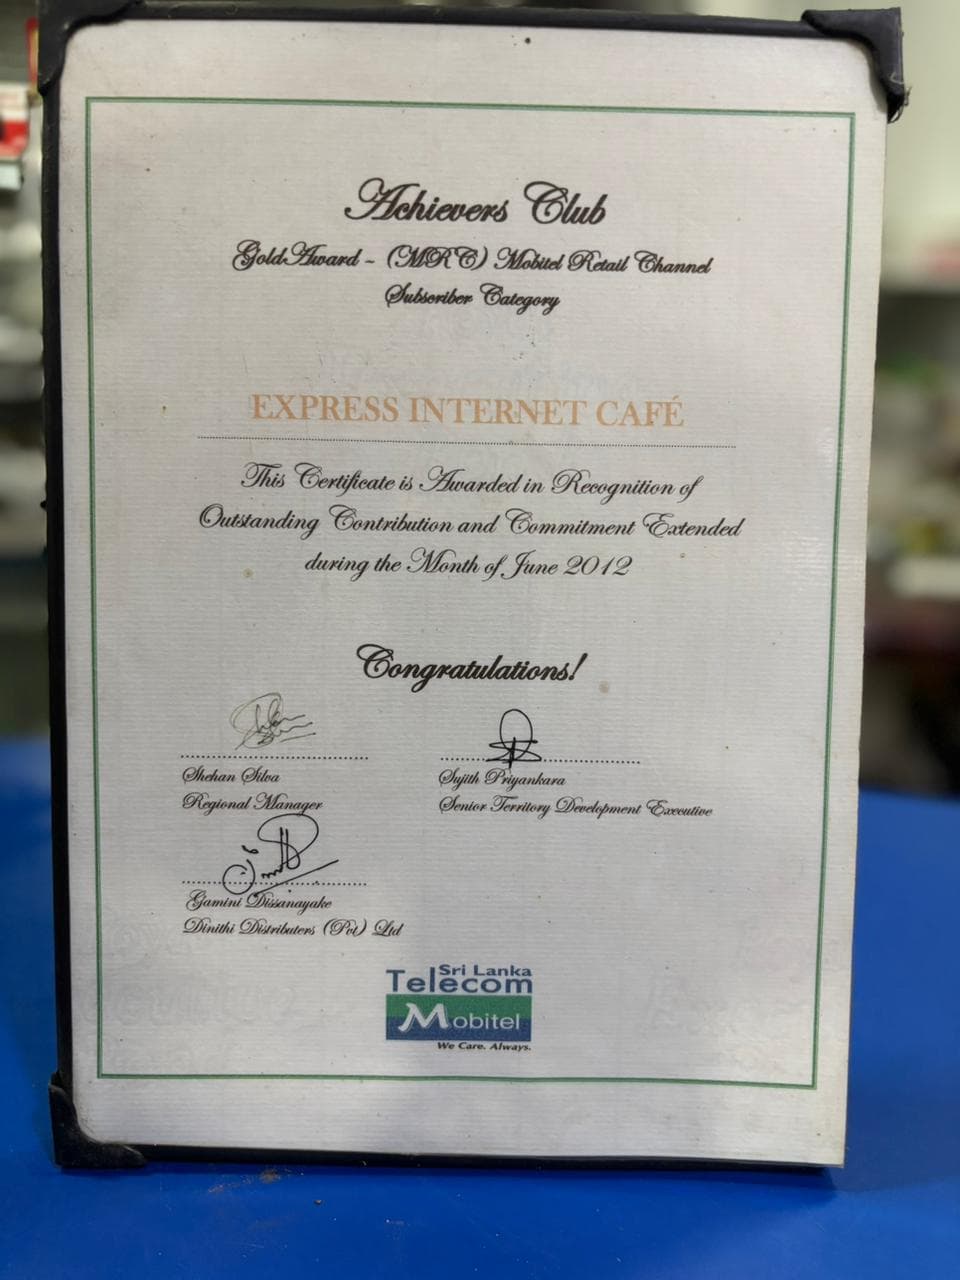 Achievers Club
Gold Award - (MRC) Mobitel Retail Channel
Subscriber Category
EXPRESS INTERNET CAFÉ
This Certificate is Awarded in Recognition of
Outstanding Contribution and Commitment Extended
during the Month of June 2012
Congratulations!
Shehan Silva
Regional Manager
Sujith Priyankara
Senior Territory Development Executive
Gamini Dissanayake
Dinithi Distributers (Pvt) Ltd
Sri Lanka
Telecom
Mobitel
We Care. Always.